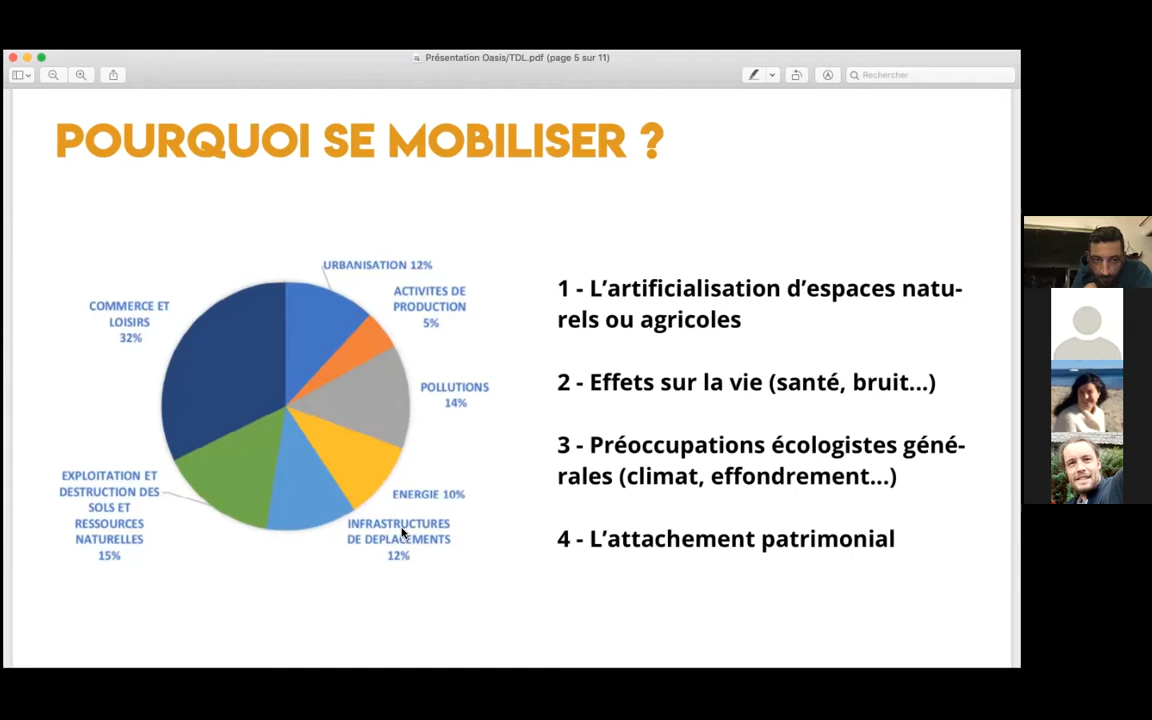 Présentation Oasis/TDL.pdf (page 5 sur 11)
Rechercher
POURQUOI SE MOBILISER ?
URBANISATION 12%
ACTIVITES DE
PRODUCTION
5%
POLLUTIONS
14%
ENERGIE 10%
INFRASTRUCTURES
DE DEPLACEMENTS
12%
EXPLOITATION ET
DESTRUCTION DES
SOLS ET
RESSOURCES
NATURELLES
15%
COMMERCE ET
LOISIRS
32%
1 - L’artificialisation d’espaces natu-
rels ou agricoles
2 - Effets sur la vie (santé, bruit...)
3 - Préoccupations écologistes géné-
rales (climat, effondrement...)
4 - L’attachement patrimonial